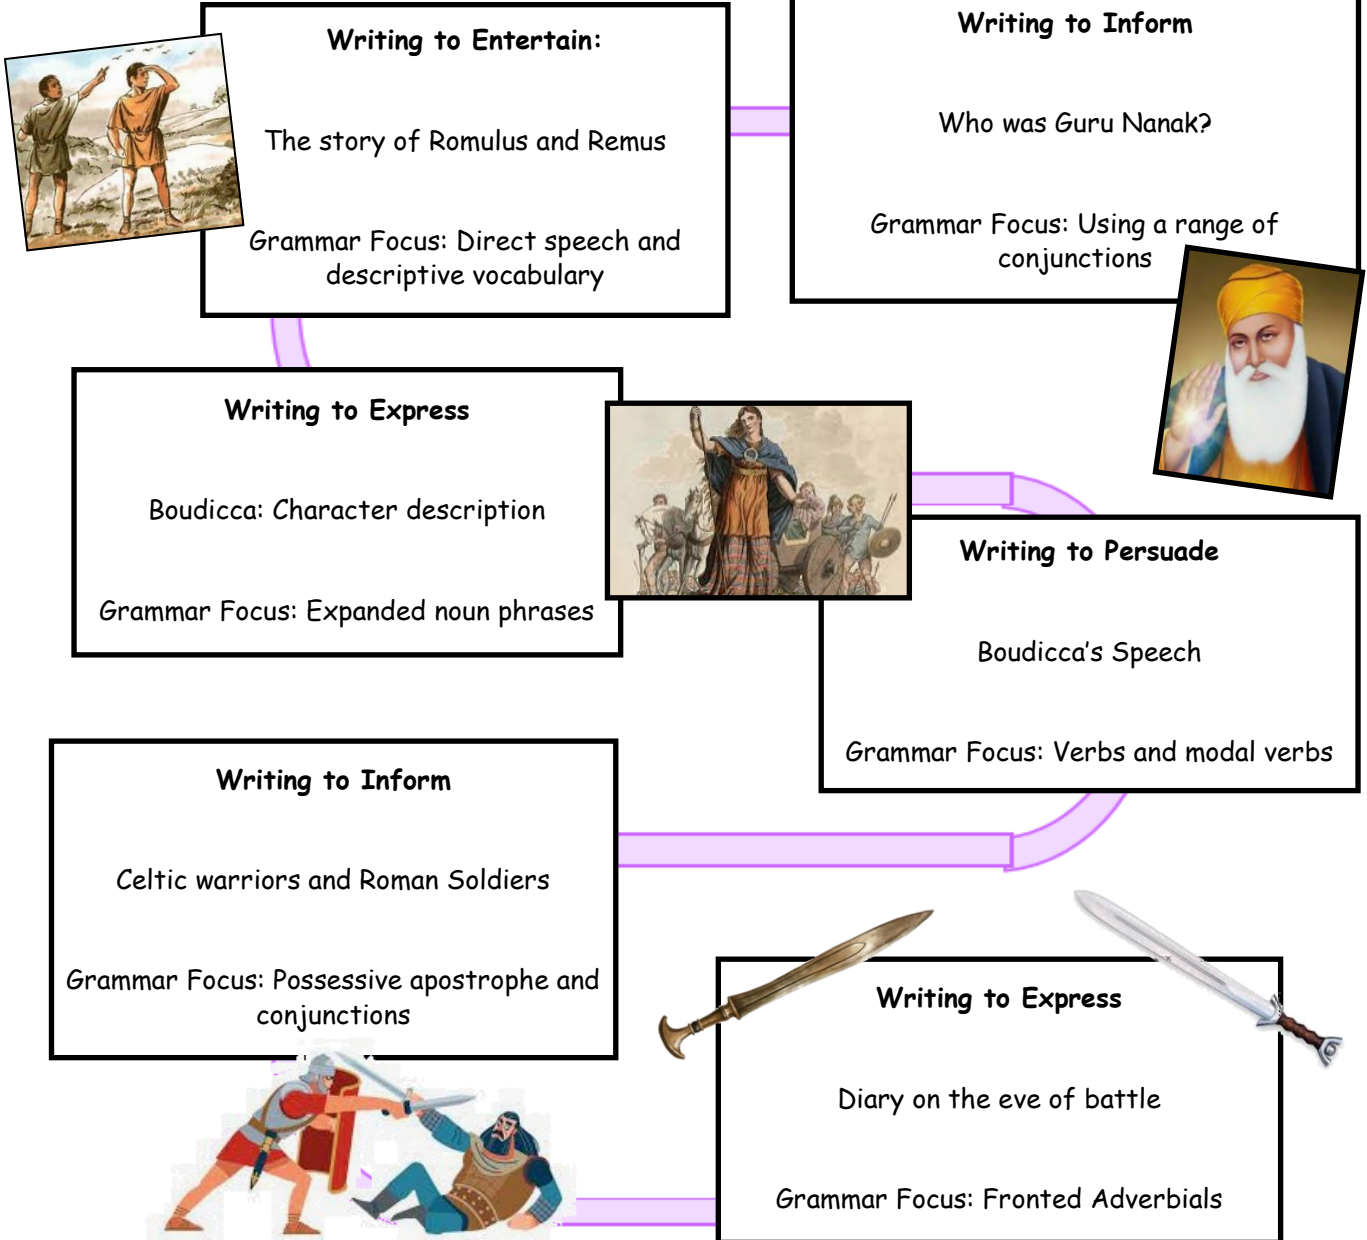 Writing to Entertain:
The story of Romulus and Remus
Grammar Focus: Direct speech and
descriptive vocabulary
Writing to Inform
Who was Guru Nanak?
Grammar Focus: Using a range of
conjunctions
Writing to Express
Boudicca: Character description
Grammar Focus: Expanded noun phrases
Writing to Persuade
Boudicca’s Speech
Grammar Focus: Verbs and modal verbs
Writing to Inform
Celtic warriors and Roman Soldiers
Grammar Focus: Possessive apostrophe and
conjunctions
Writing to Express
Diary on the eve of battle
Grammar Focus: Fronted Adverbials